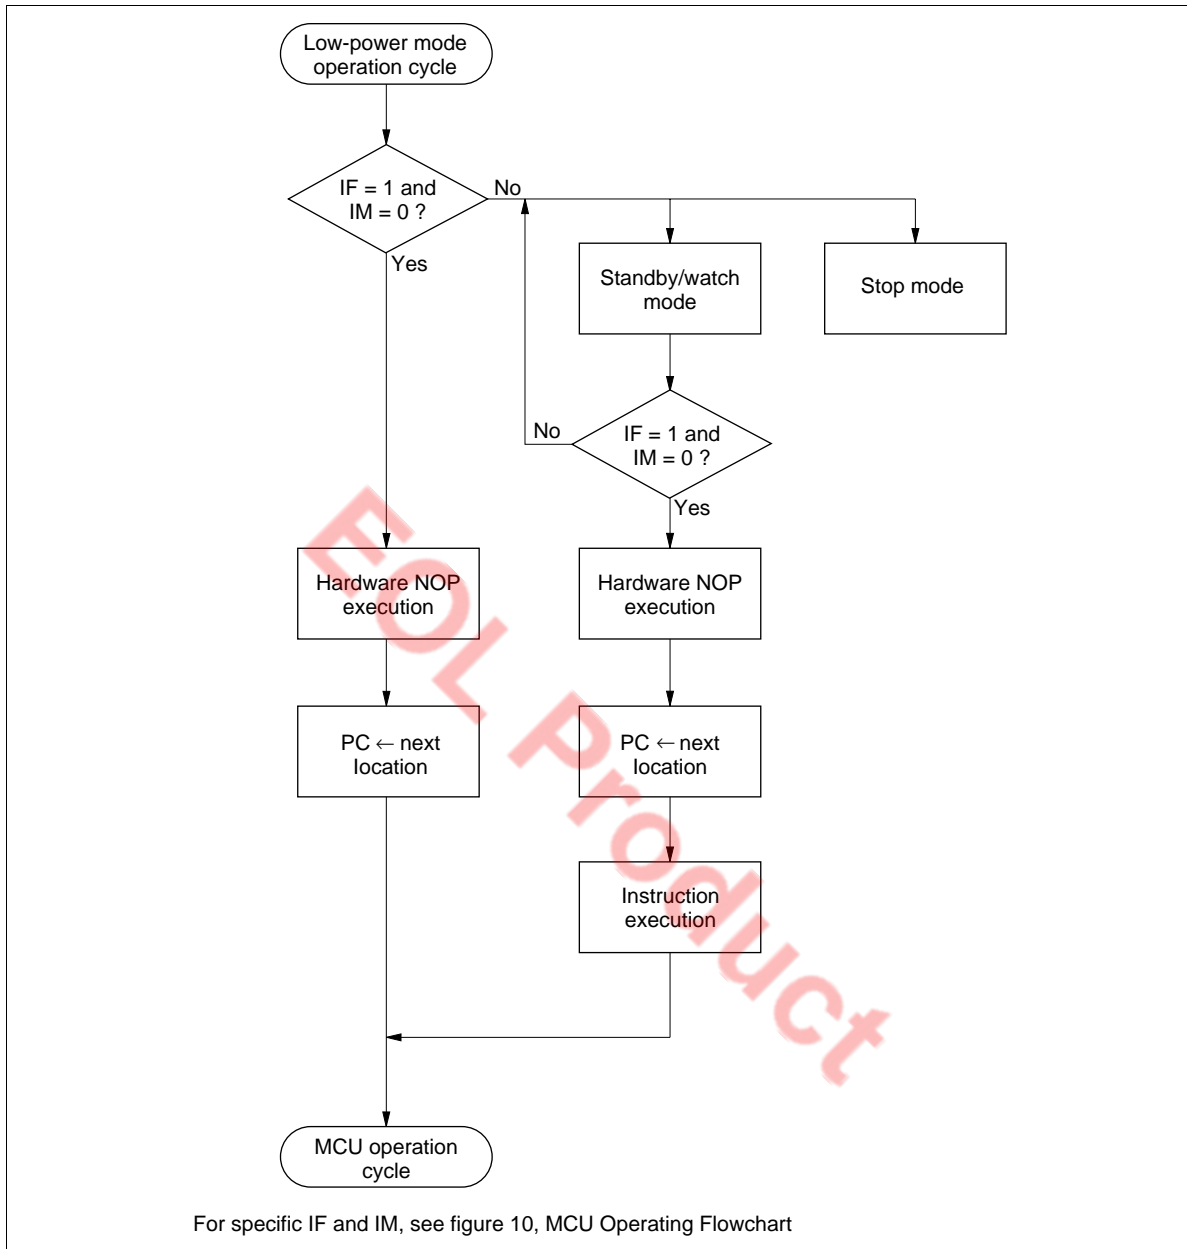 Low-power mode
operation cycle
IF = 1 and
IM = 0 ?
No
Yes
Standby/watch
mode
Stop mode
No
IF = 1 and
IM = 0 ?
Yes
Hardware NOP
execution
Hardware NOP
execution
PC ← next
location
PC ← next
location
Instruction
execution
MCU operation
cycle
For specific IF and IM, see figure 10, MCU Operating Flowchart
EOL Product